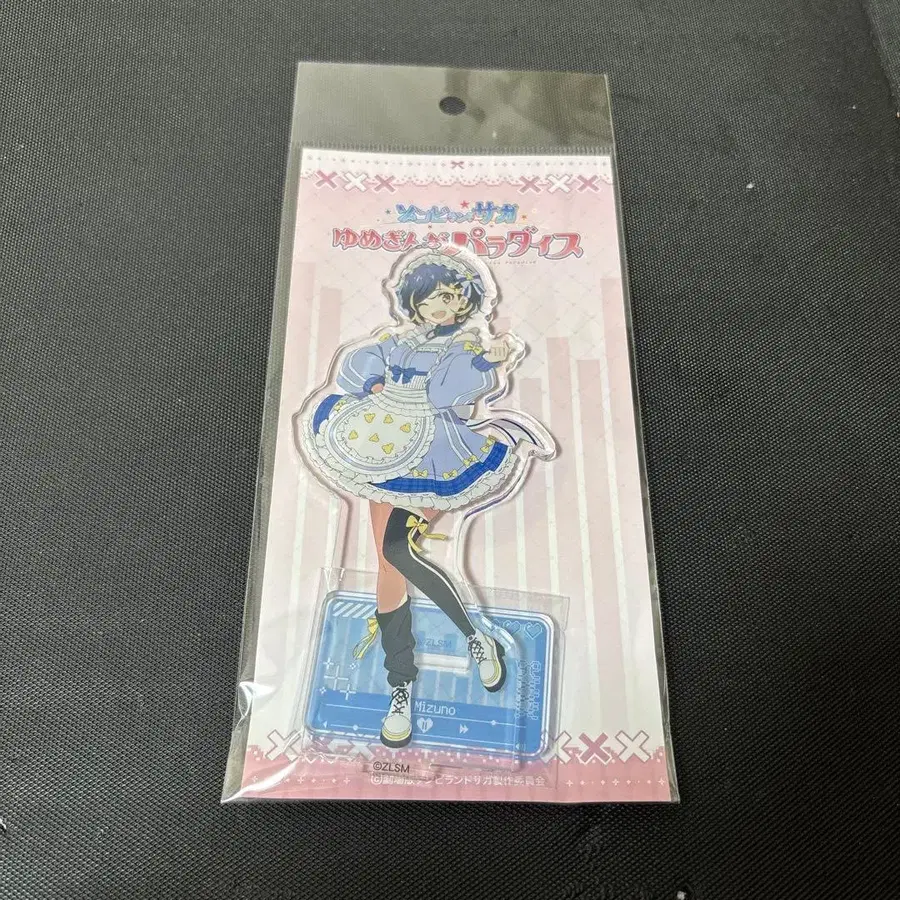 ゾンビランドサガ
ゆめぎんがパラダイス
ZLSM
Mizuno
©ZLSM
(C)劇場版ゾンビランドサガ製作委員会